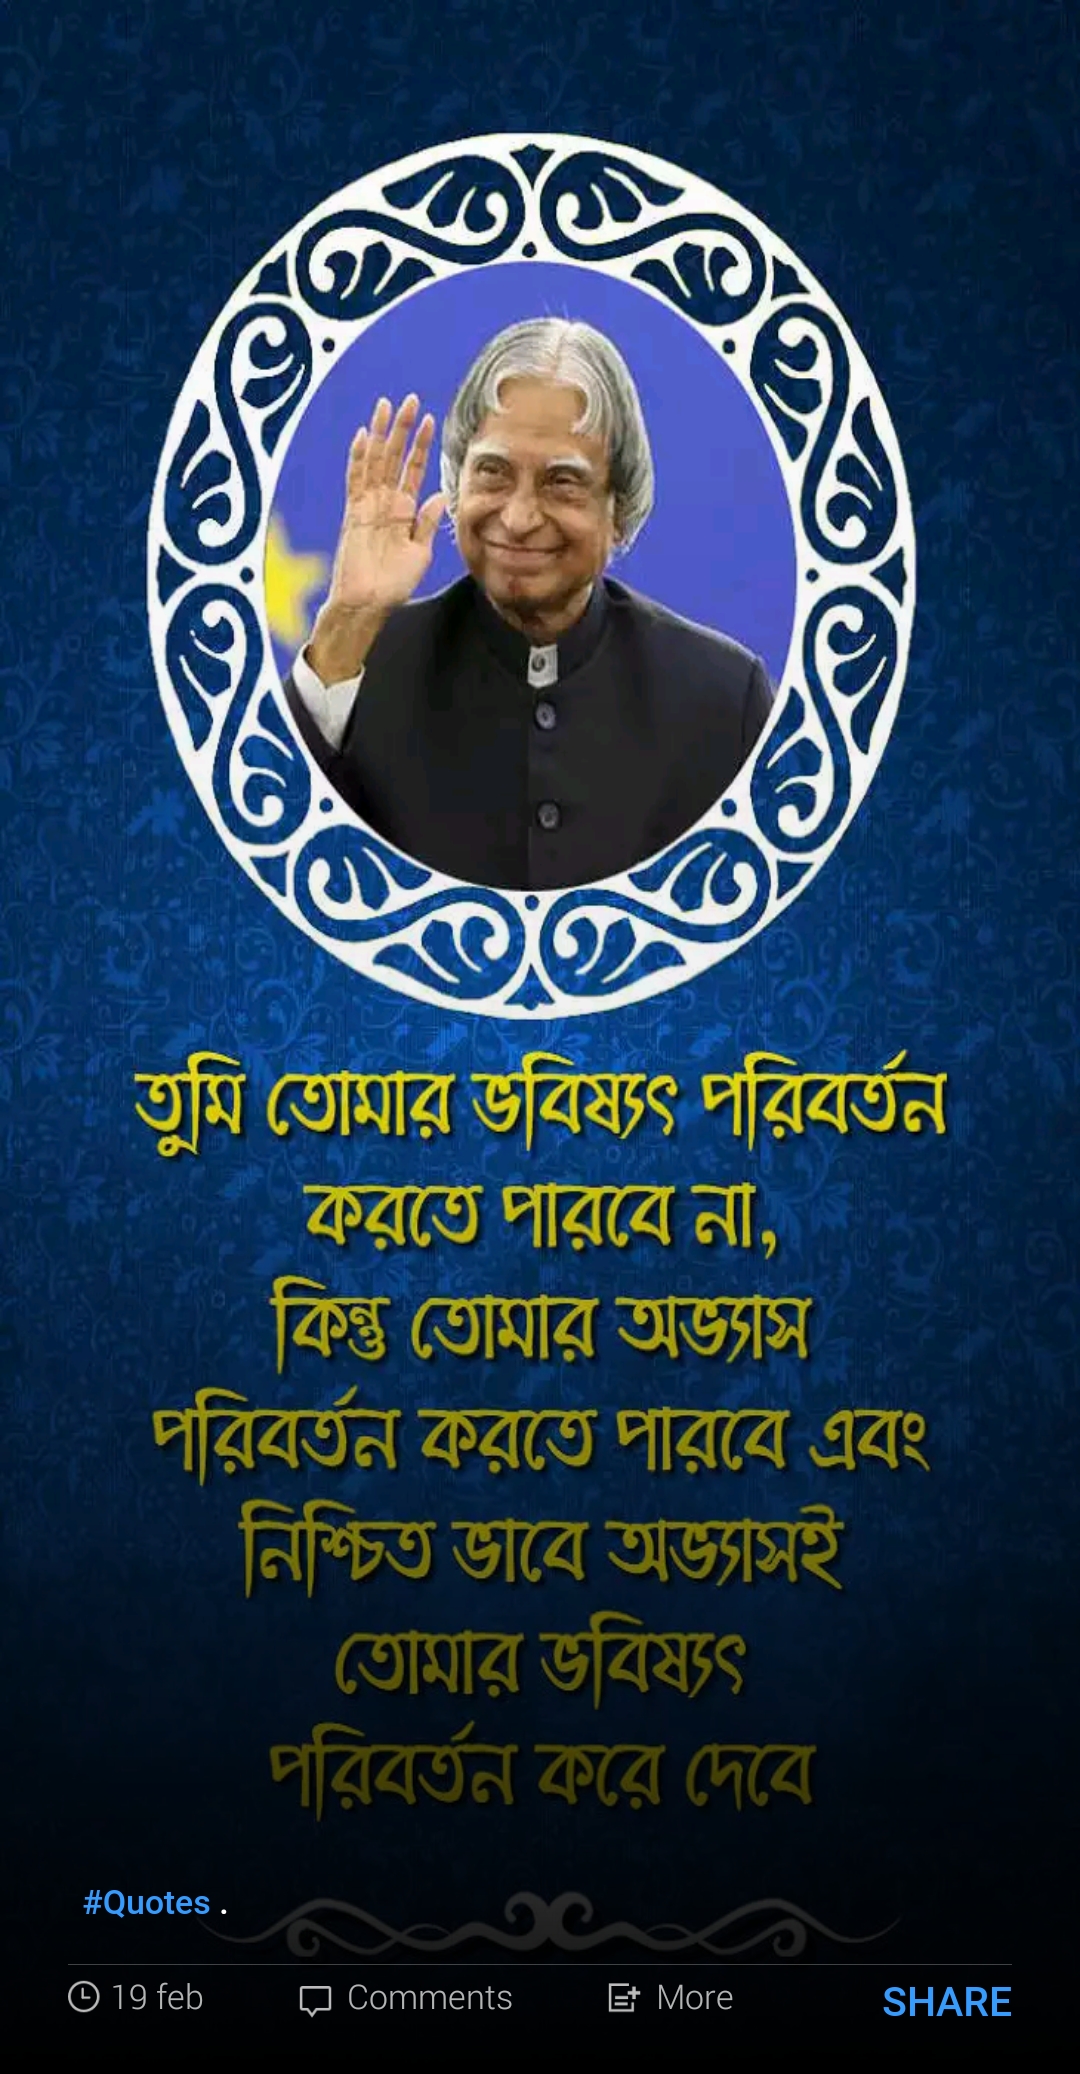 তুমি তোমার ভবিষ্যৎ পরিবর্তন
করতে পারবে না,
কিন্তু তোমার অভ্যাস
পরিবর্তন করতে পারবে এবং
নিশ্চিত ভাবে অভ্যাসই
তোমার ভবিষ্যৎ
পরিবর্তন করে দেবে
#Quotes .
19 feb Comments More SHARE